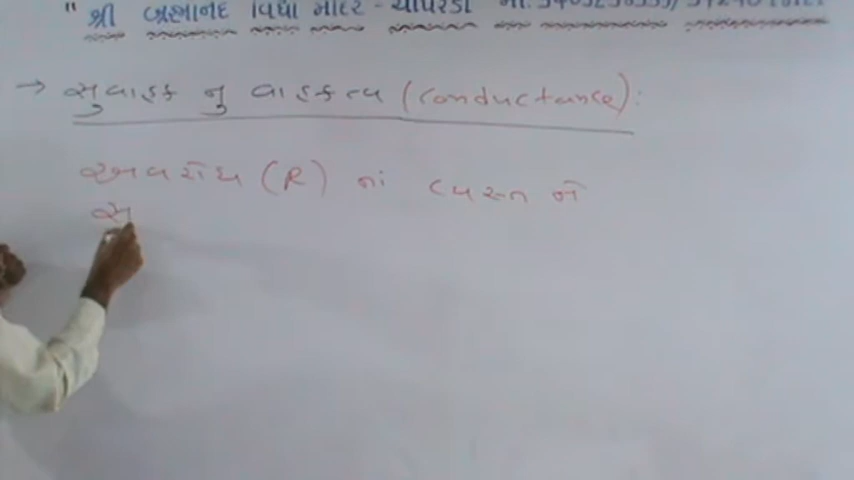 " શ્રી બ્રહ્માનંદ વિદ્યા મંદિર - ચાપરડા
→ સુવાહક નુ વાહકત્વ (conductance):
અવરોધ (R) નાં વ્યસ્ત ને
સુ